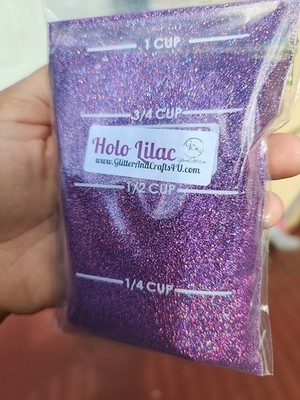 1 CUP
3/4 CUP
Holo Lilac
www.GlitterAndCrafts4U.com
1/2 CUP
1/4 CUP